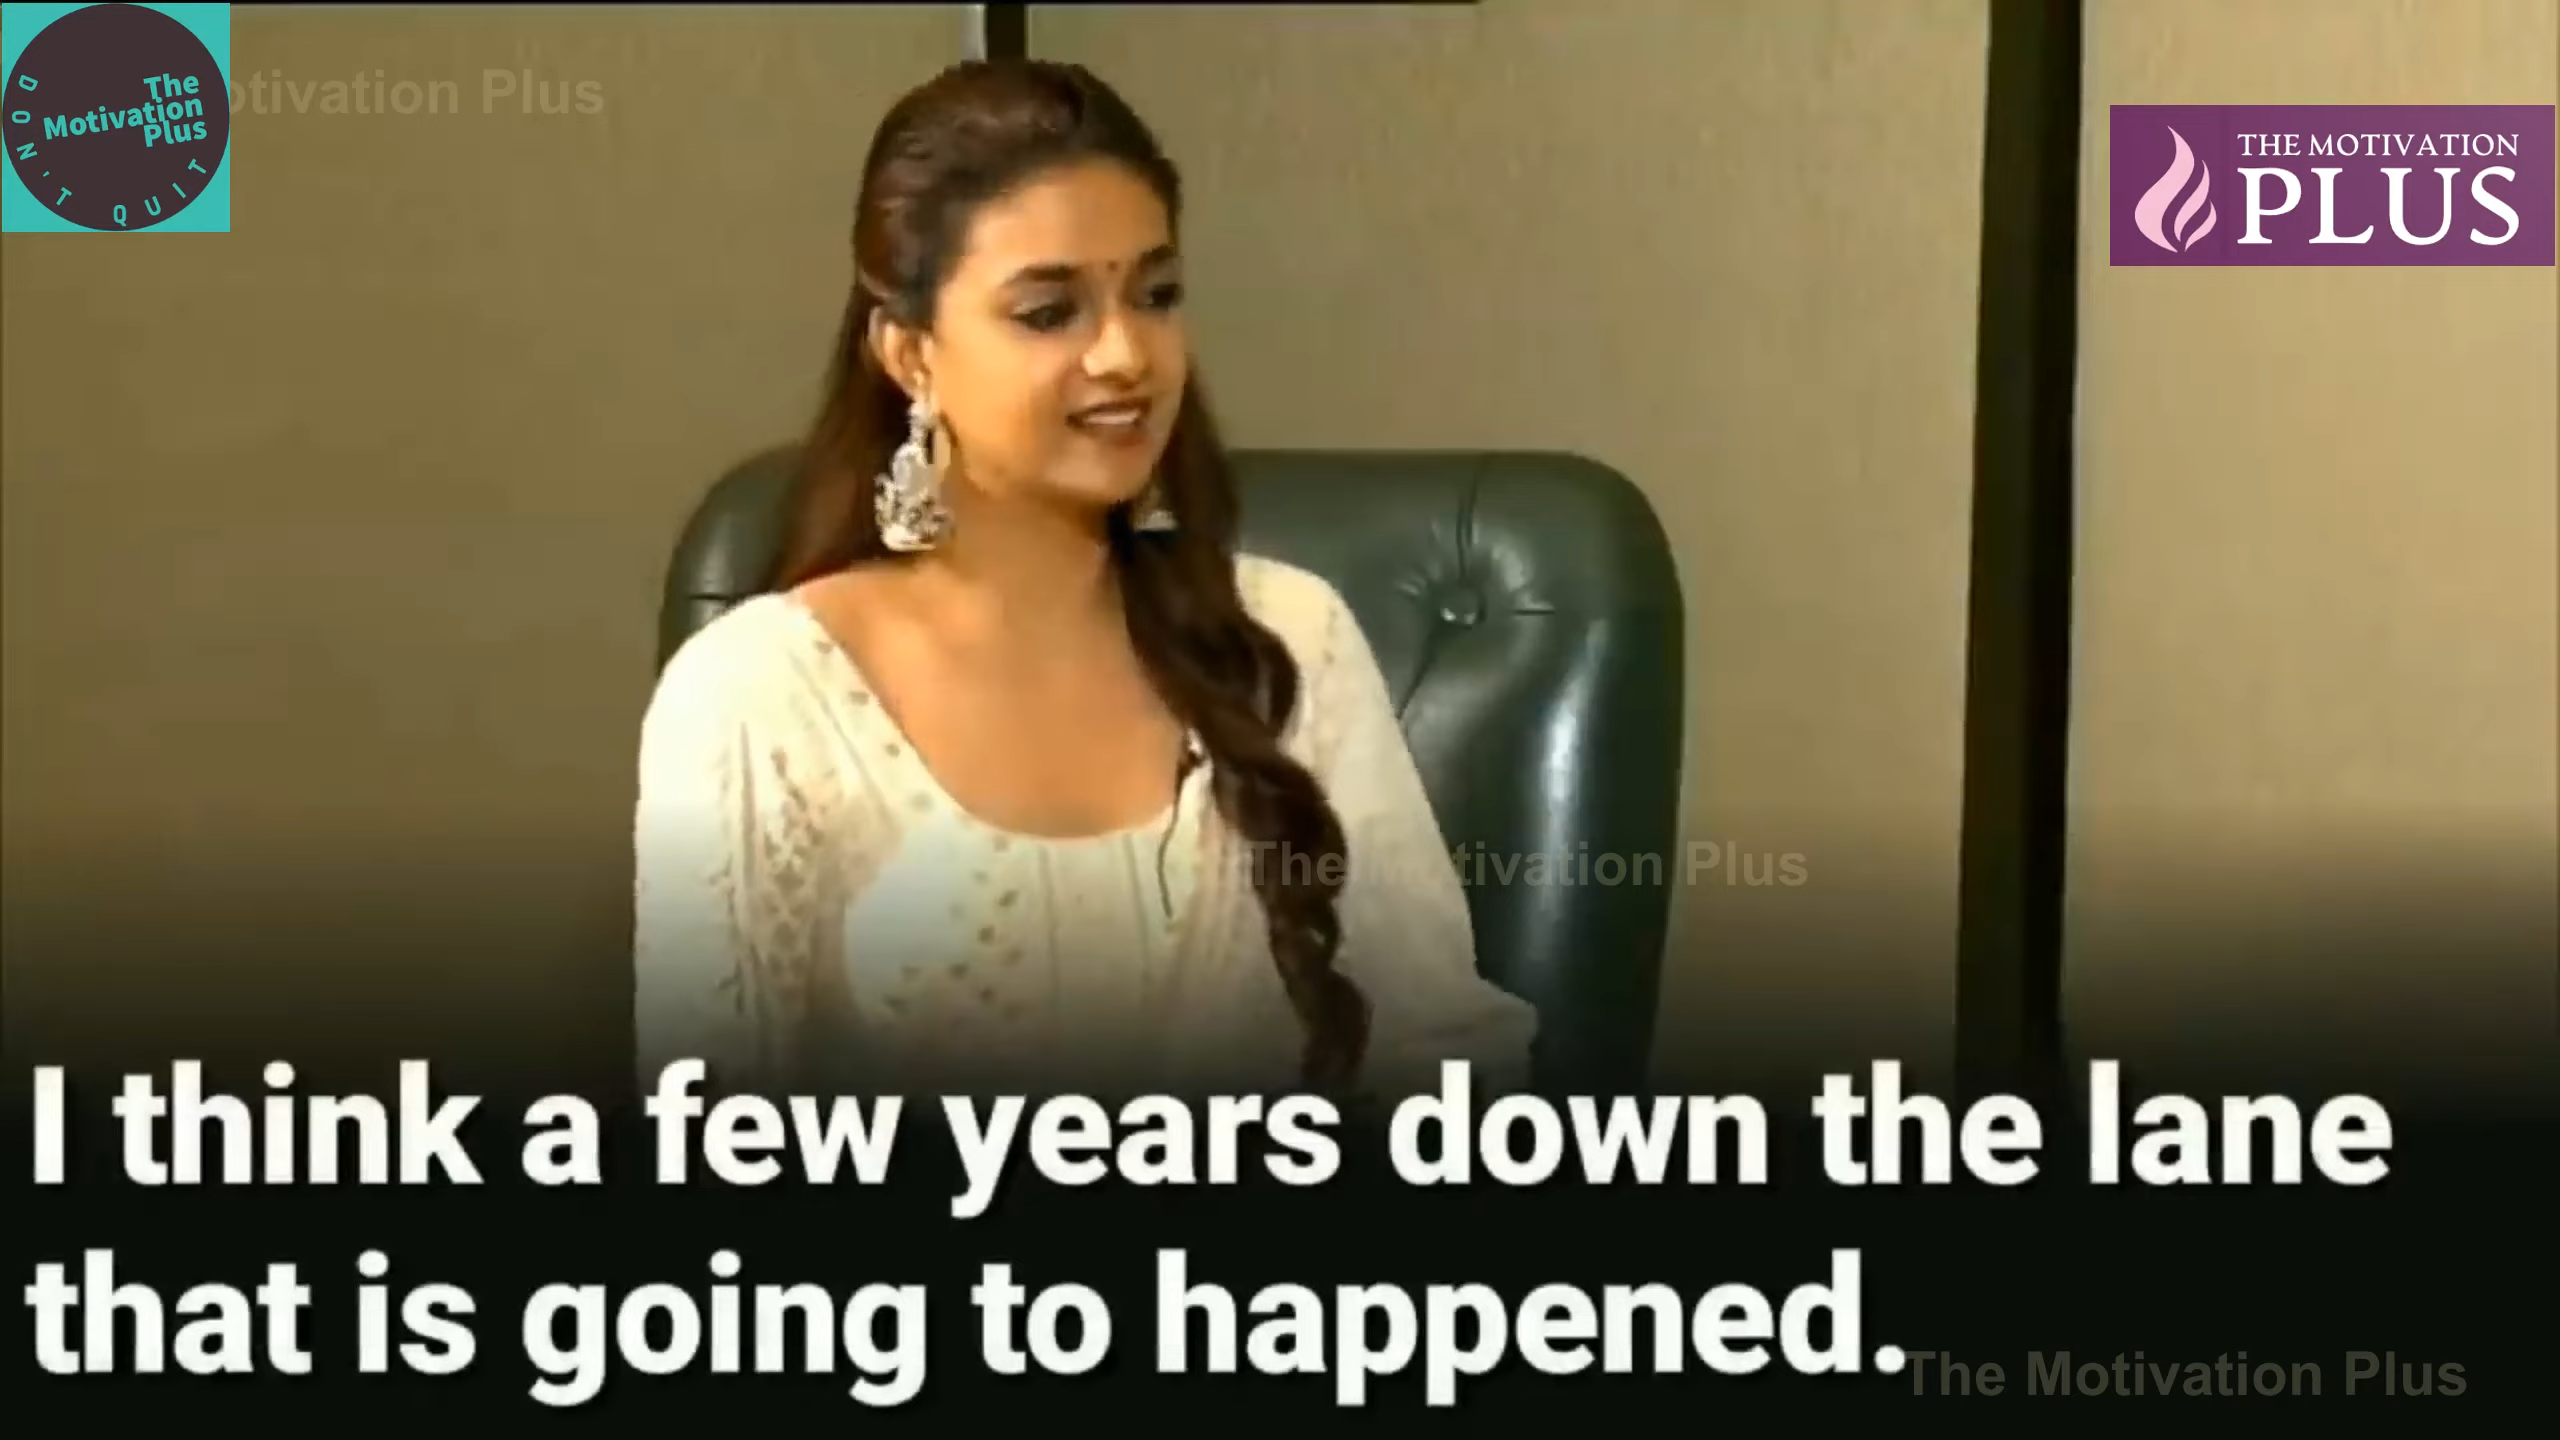 The
Motivation
Plus
DON'T QUIT
otivation Plus
THE MOTIVATION
PLUS
The Motivation Plus
I think a few years down the lane
that is going to happened.
The Motivation Plus